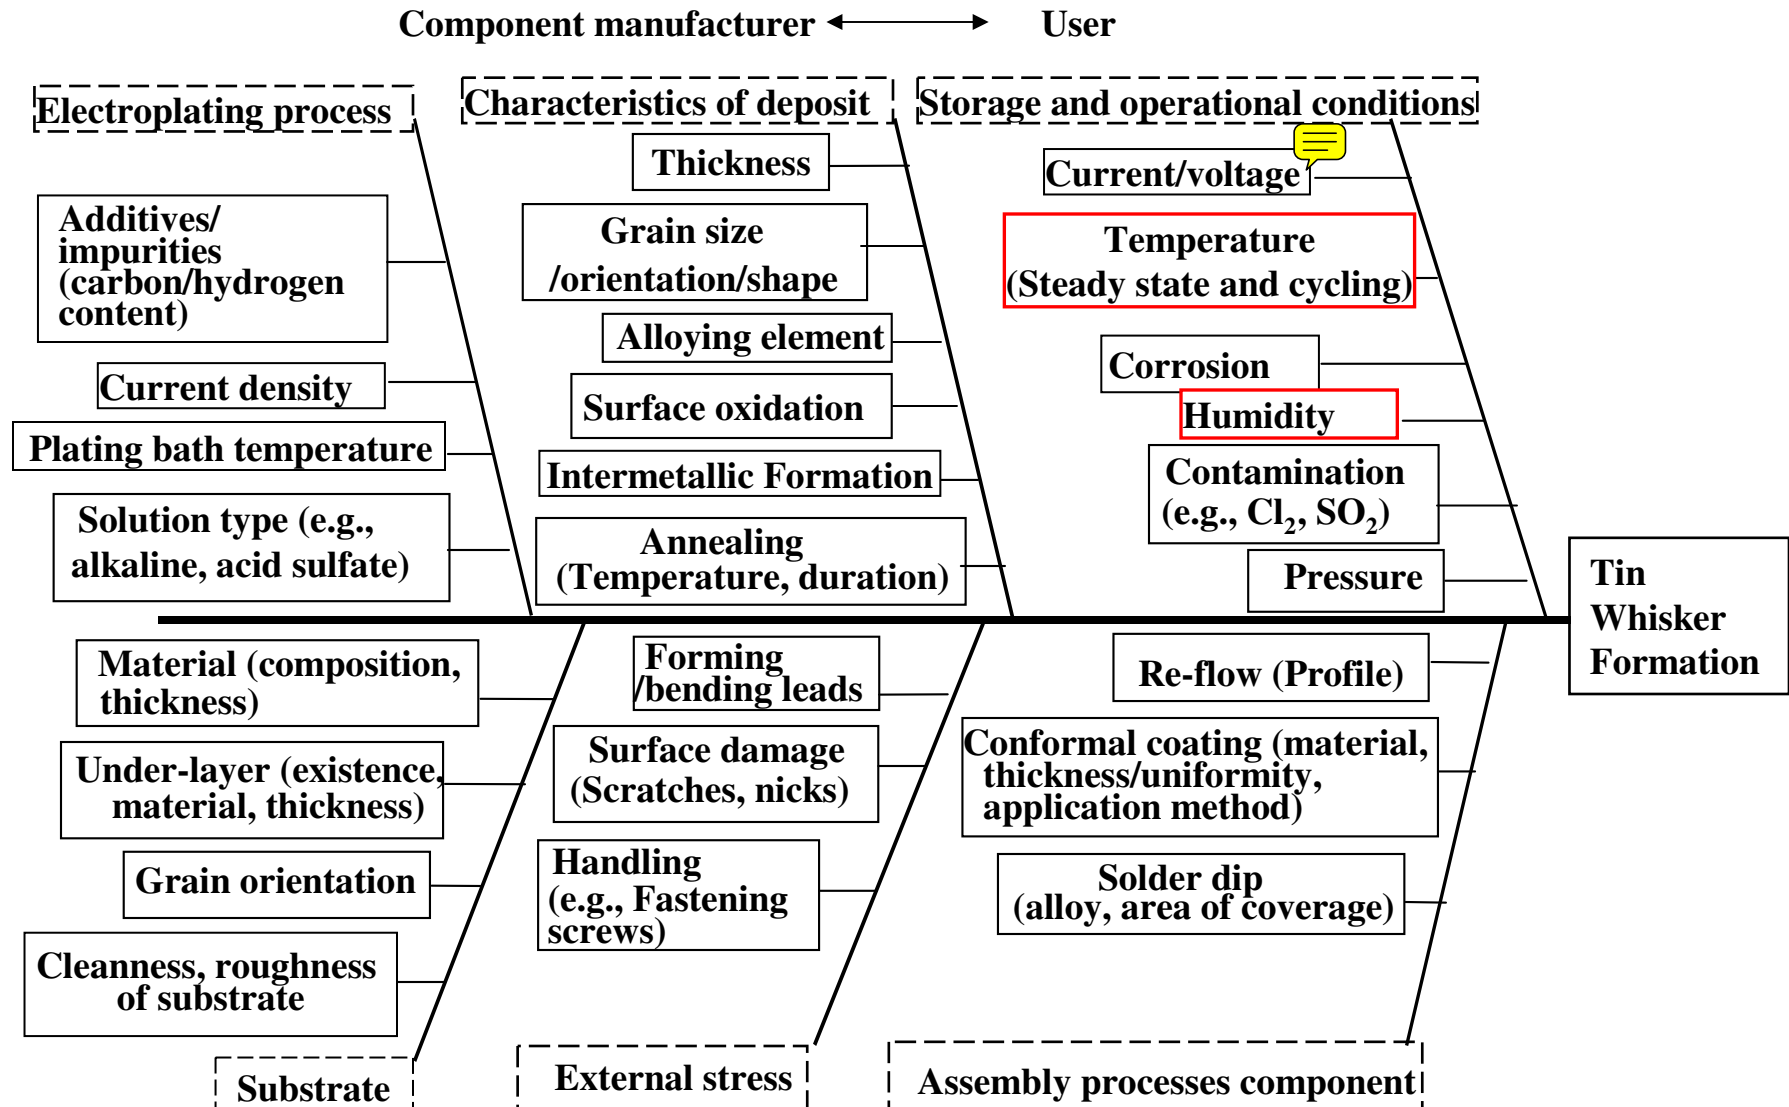 Component manufacturer
User
Electroplating process
Characteristics of deposit
Storage and operational conditions
Additives/
impurities
(carbon/hydrogen
content)
Current density
Plating bath temperature
Solution type (e.g.,
alkaline, acid sulfate)
Thickness
Grain size
/orientation/shape
Alloying element
Surface oxidation
Intermetallic Formation
Annealing
(Temperature, duration)
Current/voltage
Temperature
(Steady state and cycling)
Corrosion
Humidity
Contamination
(e.g., Cl₂, SO₂)
Pressure
Tin
Whisker
Formation
Material (composition,
thickness)
Under-layer (existence,
material, thickness)
Grain orientation
Cleanness, roughness
of substrate
Forming
/bending leads
Surface damage
(Scratches, nicks)
Handling
(e.g., Fastening
screws)
Re-flow (Profile)
Conformal coating (material,
thickness/uniformity,
application method)
Solder dip
(alloy, area of coverage)
Substrate
External stress
Assembly processes component